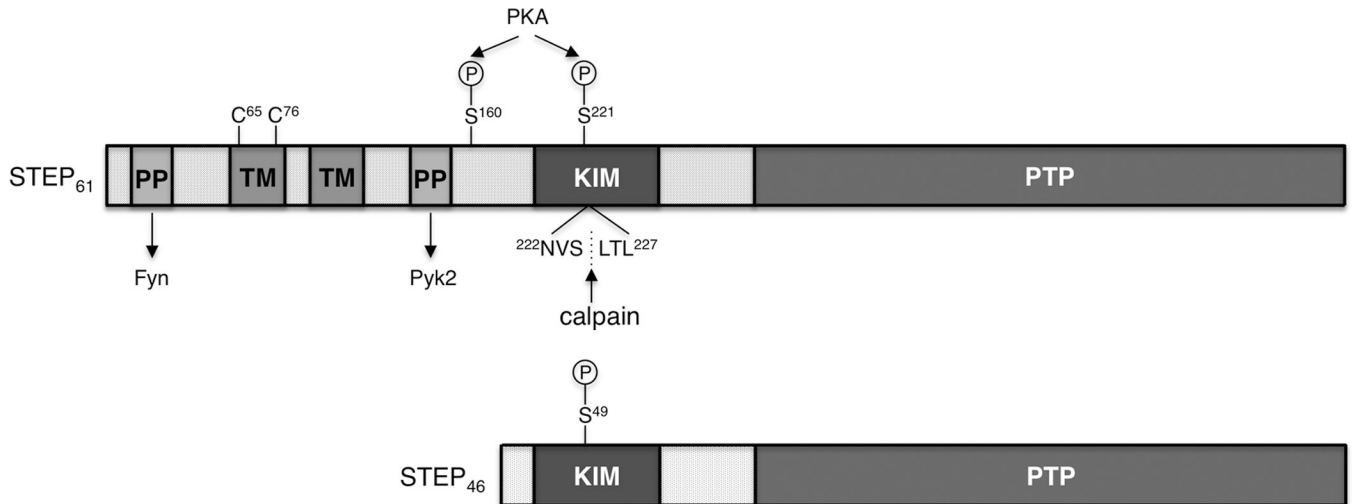 PKA
P P
C65 C76 S160 S221
STEP61 PP TM TM PP KIM PTP
222NVS LTL227
Fyn Pyk2
calpain
P
S49
STEP46 KIM PTP